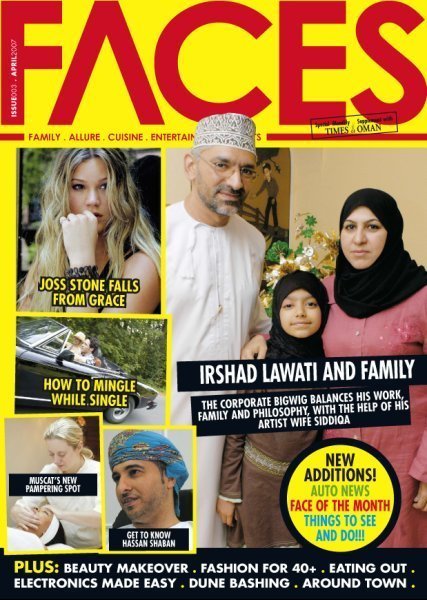 FACES
ISSUE003 . APRIL2007
Special Monthly Supplement with
TIMES OF OMAN
FAMILY . ALLURE . CUISINE . ENTERTAIN
JOSS STONE FALLS
FROM GRACE
HOW TO MINGLE
WHILE SINGLE
MUSCAT'S NEW
PAMPERING SPOT
GET TO KNOW
HASSAN SHABAN
IRSHAD LAWATI AND FAMILY
THE CORPORATE BIGWIG BALANCES HIS WORK,
FAMILY AND PHILOSOPHY, WITH THE HELP OF HIS
ARTIST WIFE SIDDIQA
NEW
ADDITIONS!
AUTO NEWS
FACE OF THE MONTH
THINGS TO SEE
AND DO!!!
PLUS: BEAUTY MAKEOVER . FASHION FOR 40+ . EATING OUT .
ELECTRONICS MADE EASY . DUNE BASHING . AROUND TOWN .